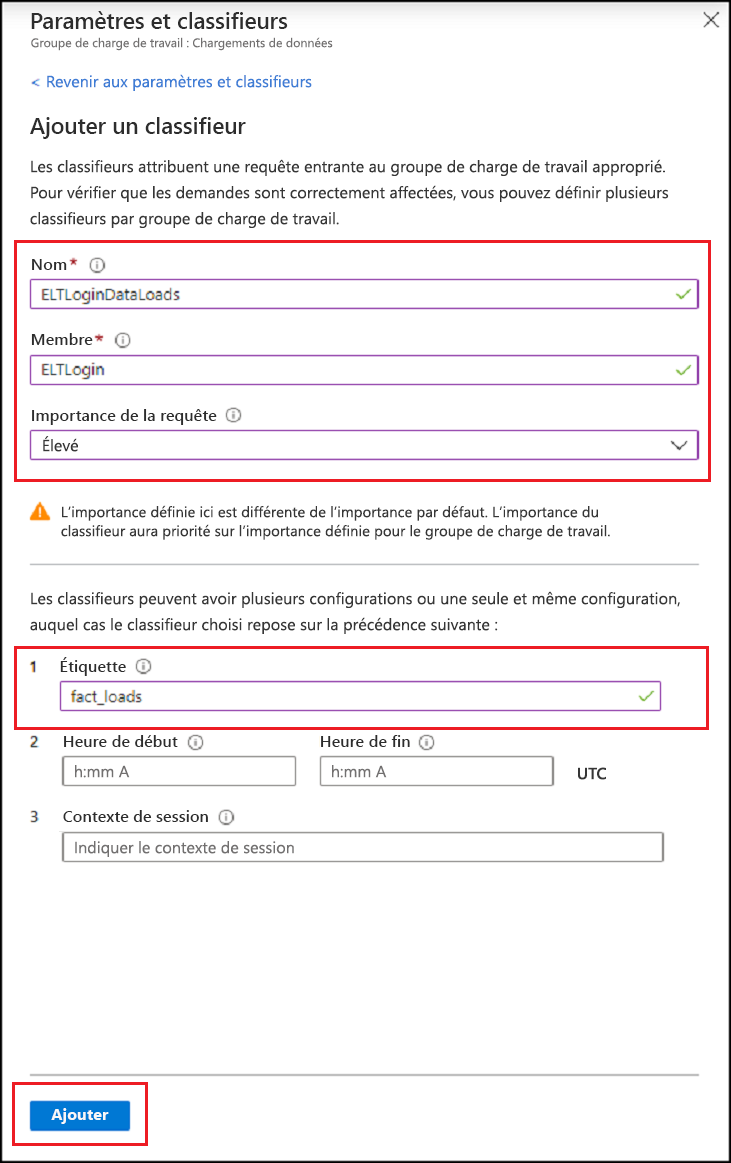 Paramètres et classifieurs
Groupe de charge de travail : Chargements de données
< Revenir aux paramètres et classifieurs
Ajouter un classifieur
Les classifieurs attribuent une requête entrante au groupe de charge de travail approprié.
Pour vérifier que les demandes sont correctement affectées, vous pouvez définir plusieurs
classifieurs par groupe de charge de travail.
Nom*
ELTLoginDataLoads
Membre*
ELTLogin
Importance de la requête
Élevé
L’importance définie ici est différente de l’importance par défaut. L’importance du
classifieur aura priorité sur l’importance définie pour le groupe de charge de travail.
Les classifieurs peuvent avoir plusieurs configurations ou une seule et même configuration,
auquel cas le classifieur choisi repose sur la précédence suivante :
1 Étiquette
fact_loads
2 Heure de début Heure de fin
h:mm A h:mm A UTC
3 Contexte de session
Indiquer le contexte de session
Ajouter